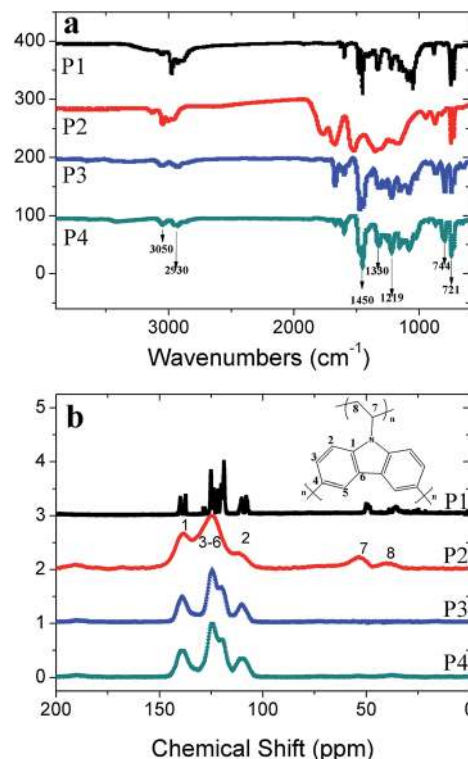 a
400
P1
300
P2
200
P3
100
P4
0
3050
2930
1450
1330
1219
744
721
3000 2000 1000
Wavenumbers (cm-1)
b
5
4
3
2
1
0
8 7
n
N
2 1
3
6
4 5
n n
P1
1 3-6 2 7 8
P2
P3
P4
200 150 100 50 0
Chemical Shift (ppm)